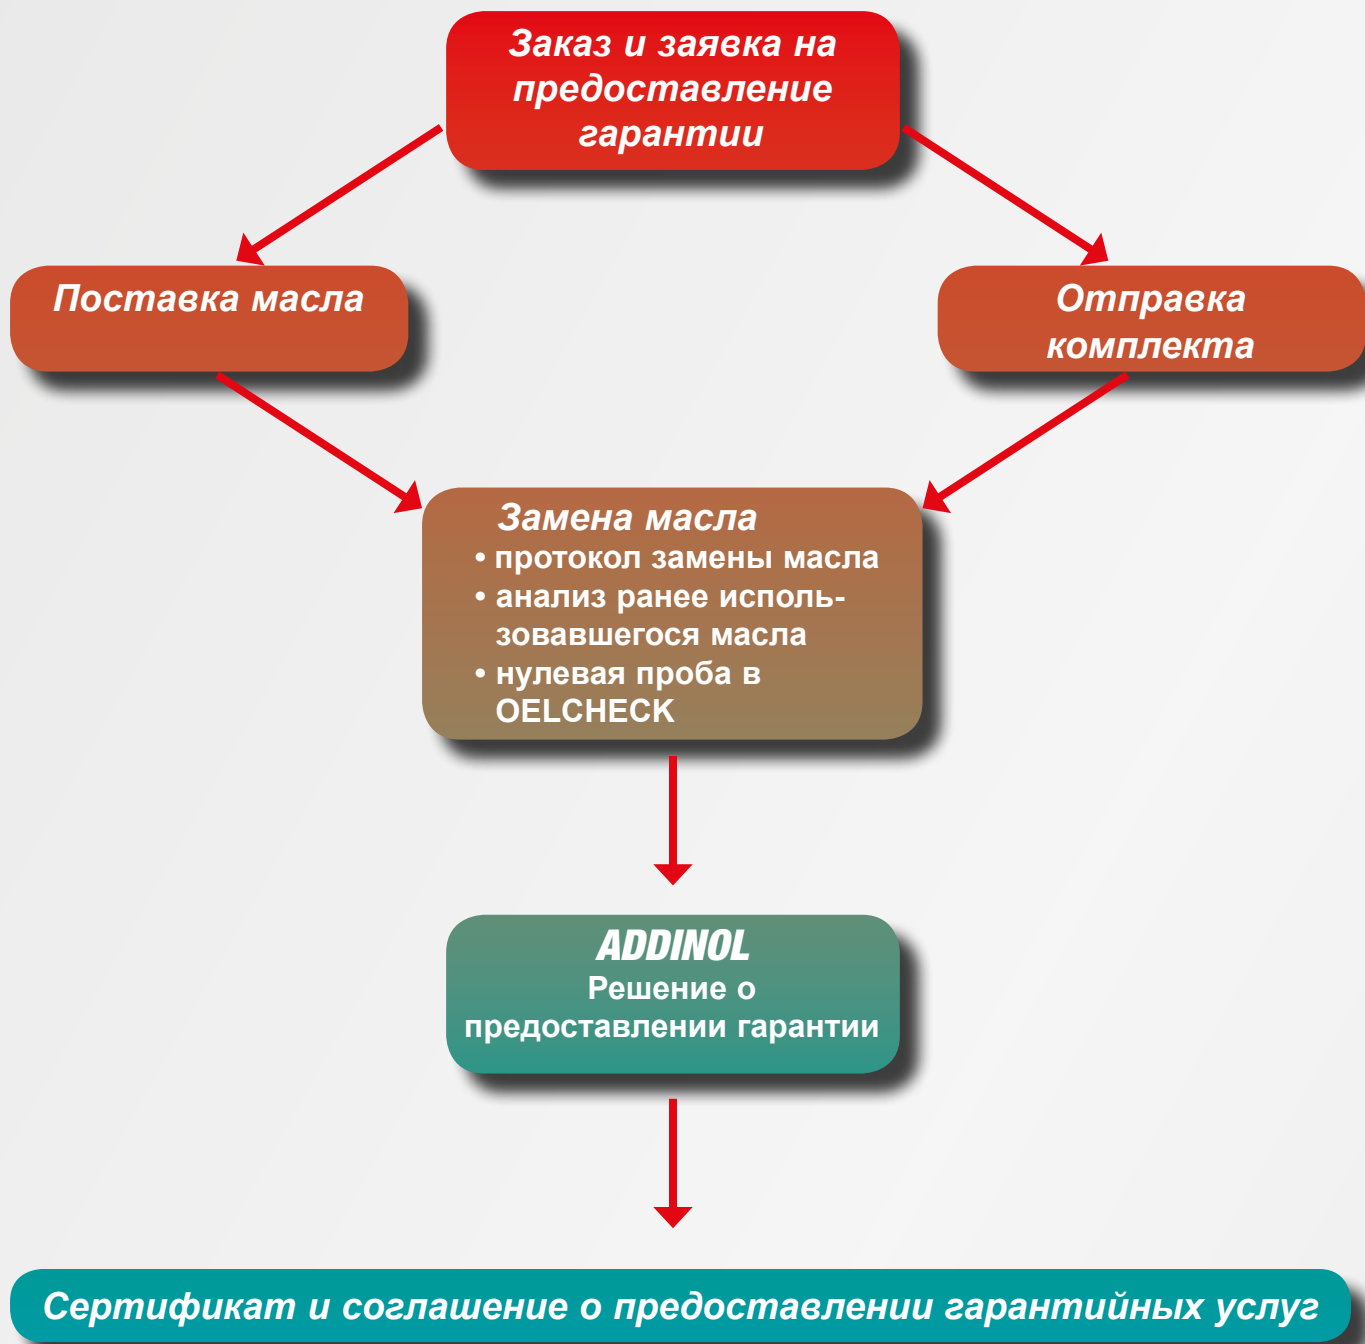 Заказ и заявка на
предоставление
гарантии
Поставка масла
Отправка
комплекта
Замена масла
• протокол замены масла
• анализ ранее исполь-
зовавшегося масла
• нулевая проба в
OELCHECK
ADDINOL
Решение о
предоставлении гарантии
Сертификат и соглашение о предоставлении гарантийных услуг